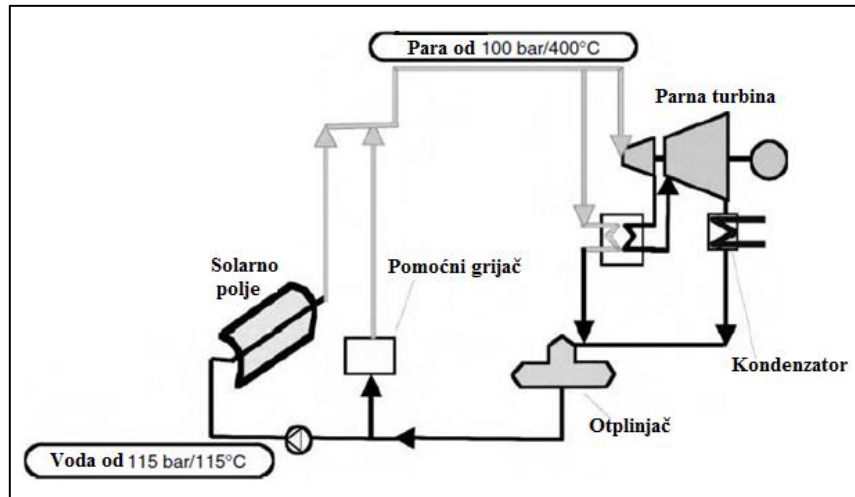 Para od 100 bar/400°C
Parna turbina
Solarno
polje
Pomoćni grijač
Kondenzator
Otplinjač
Voda od 115 bar/115°C